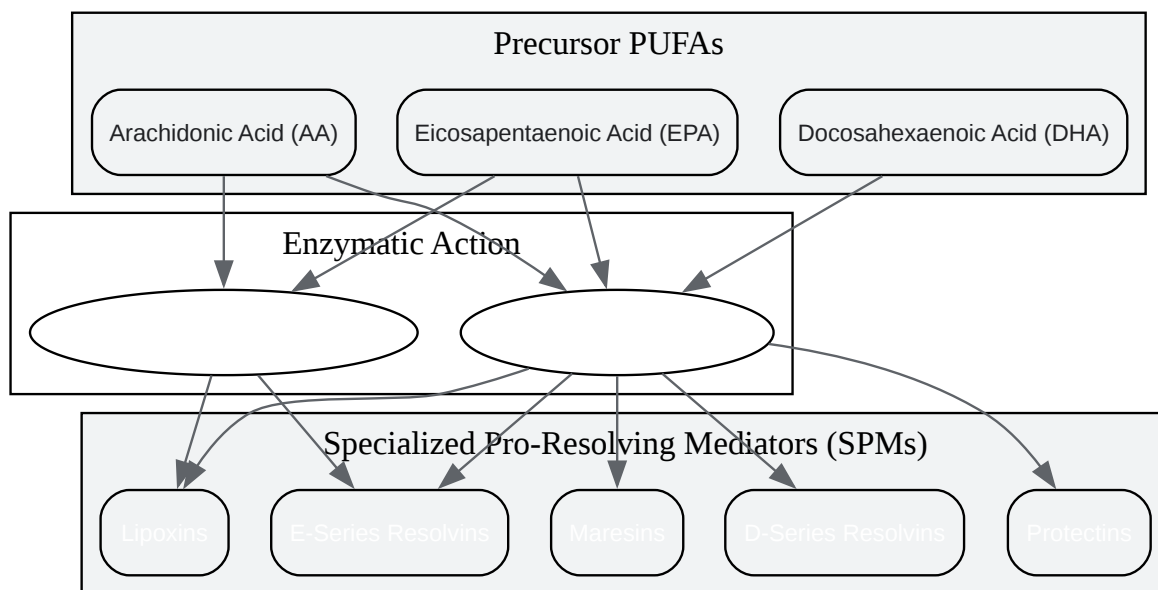 Precursor PUFAs
Arachidonic Acid (AA)
Eicosapentaenoic Acid (EPA)
Docosahexaenoic Acid (DHA)
Enzymatic Action
Specialized Pro-Resolving Mediators (SPMs)
Lipoxins
E-Series Resolvins
Maresins
D-Series Resolvins
Protectins